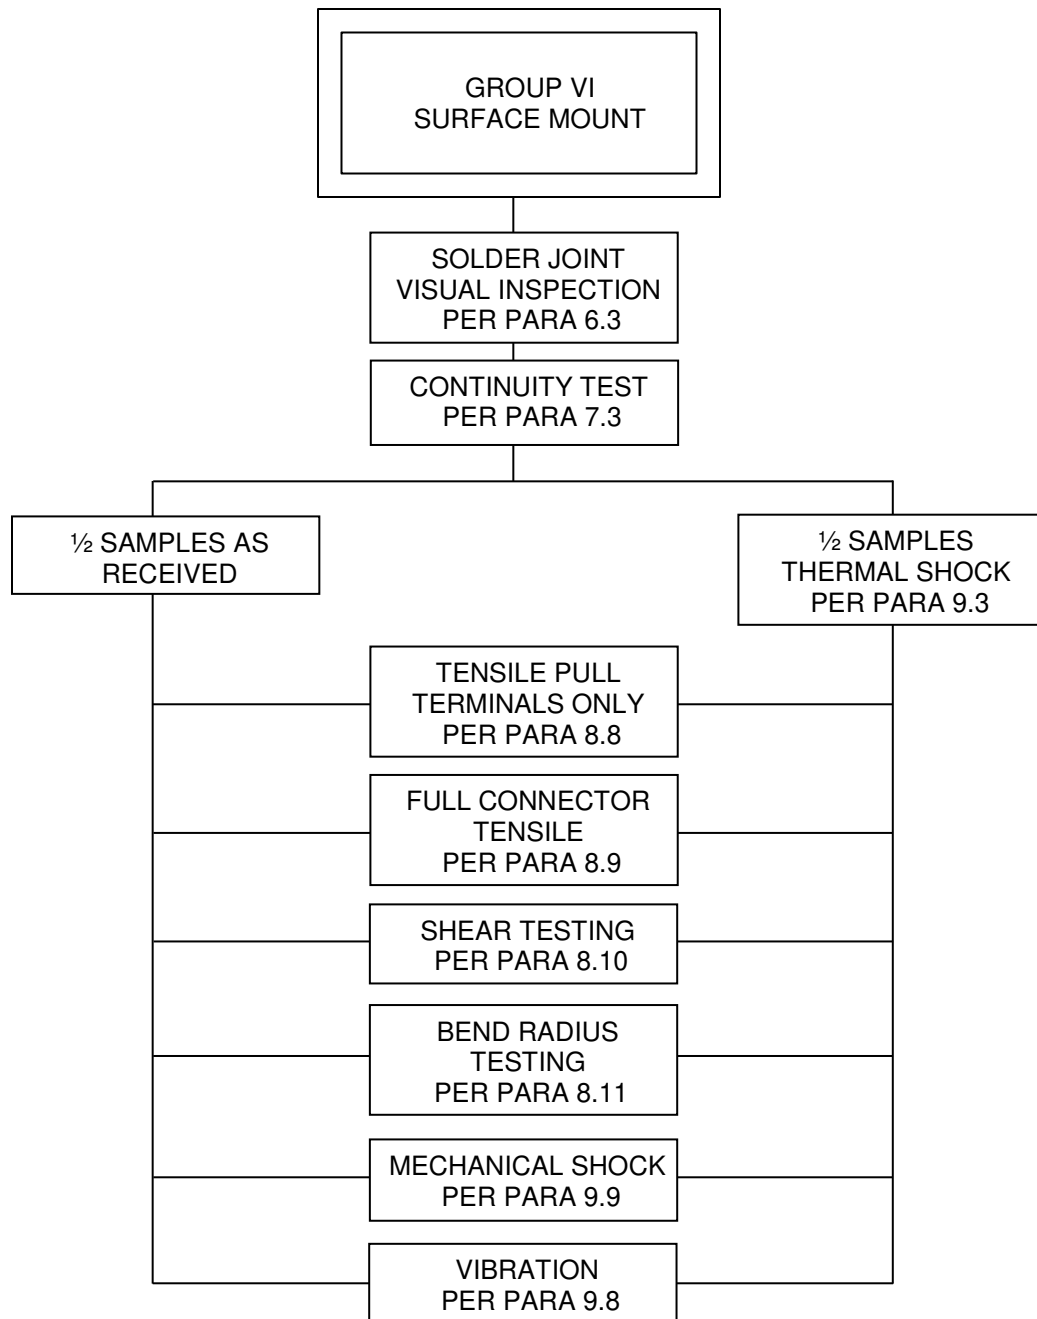 GROUP VI
SURFACE MOUNT
SOLDER JOINT
VISUAL INSPECTION
PER PARA 6.3
CONTINUITY TEST
PER PARA 7.3
½ SAMPLES AS
RECEIVED
½ SAMPLES
THERMAL SHOCK
PER PARA 9.3
TENSILE PULL
TERMINALS ONLY
PER PARA 8.8
FULL CONNECTOR
TENSILE
PER PARA 8.9
SHEAR TESTING
PER PARA 8.10
BEND RADIUS
TESTING
PER PARA 8.11
MECHANICAL SHOCK
PER PARA 9.9
VIBRATION
PER PARA 9.8